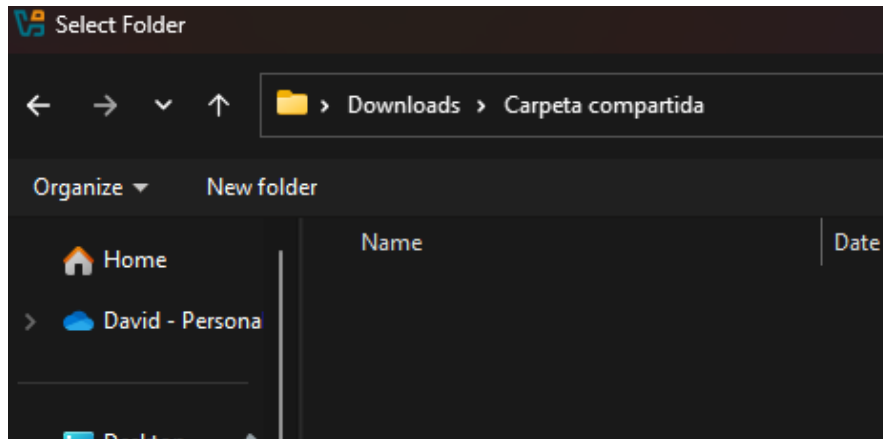 Select Folder
Downloads Carpeta compartida
Organize New folder
Name Date
Home
David - Persona